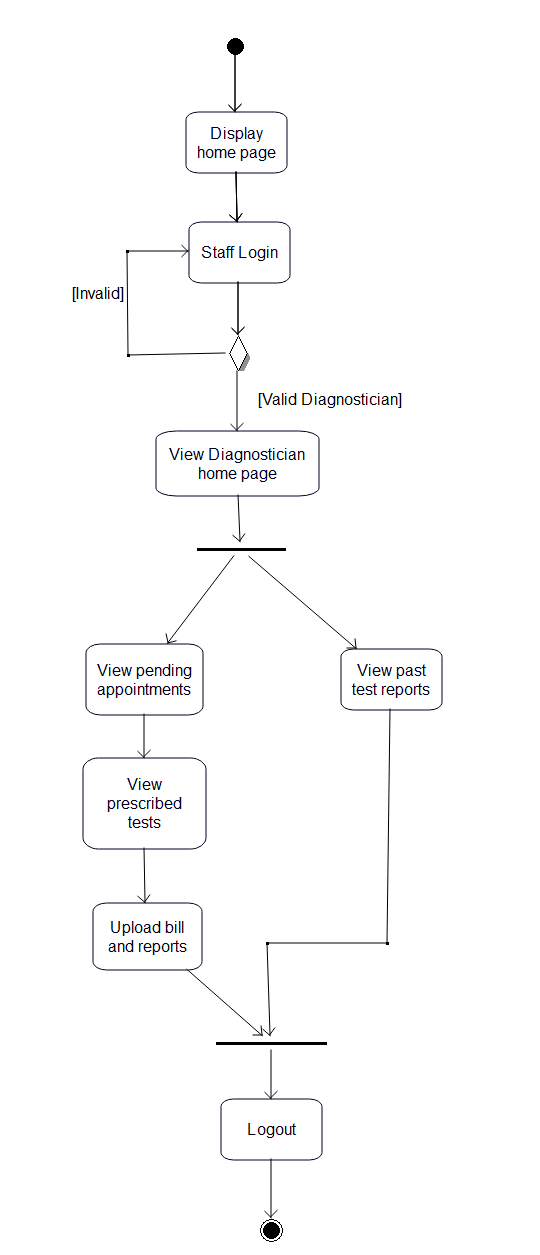 Display
home page
Staff Login
[Invalid]
[Valid Diagnostician]
View Diagnostician
home page
View pending
appointments
View past
test reports
View
prescribed
tests
Upload bill
and reports
Logout